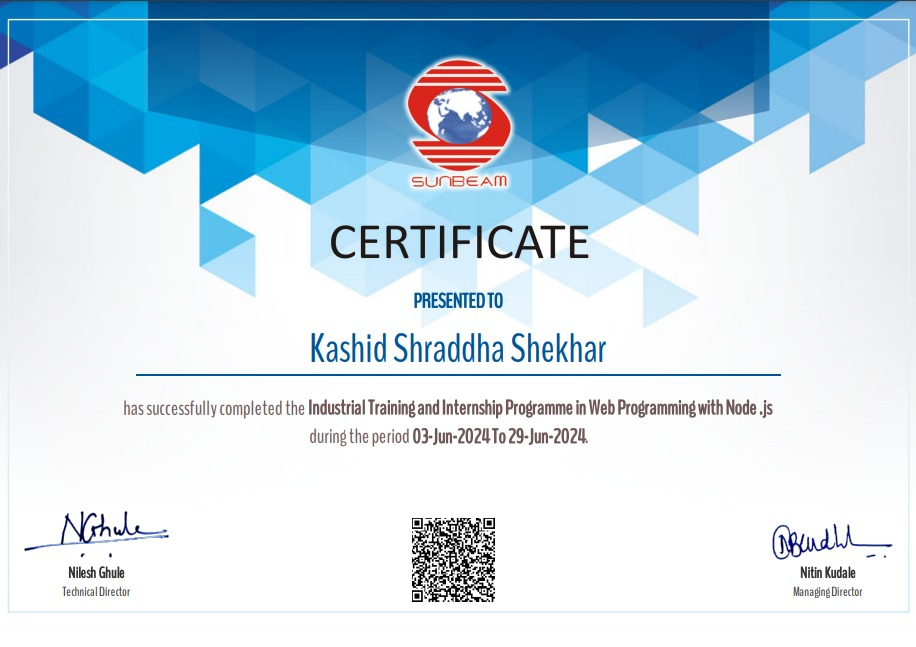 SUNBEAM
CERTIFICATE
PRESENTED TO
Kashid Shraddha Shekhar
has successfully completed the Industrial Training and Internship Programme in Web Programming with Node .js
during the period 03-Jun-2024 To 29-Jun-2024.
NGhule
Nilesh Ghule
Technical Director
Nitin Kudale
Managing Director